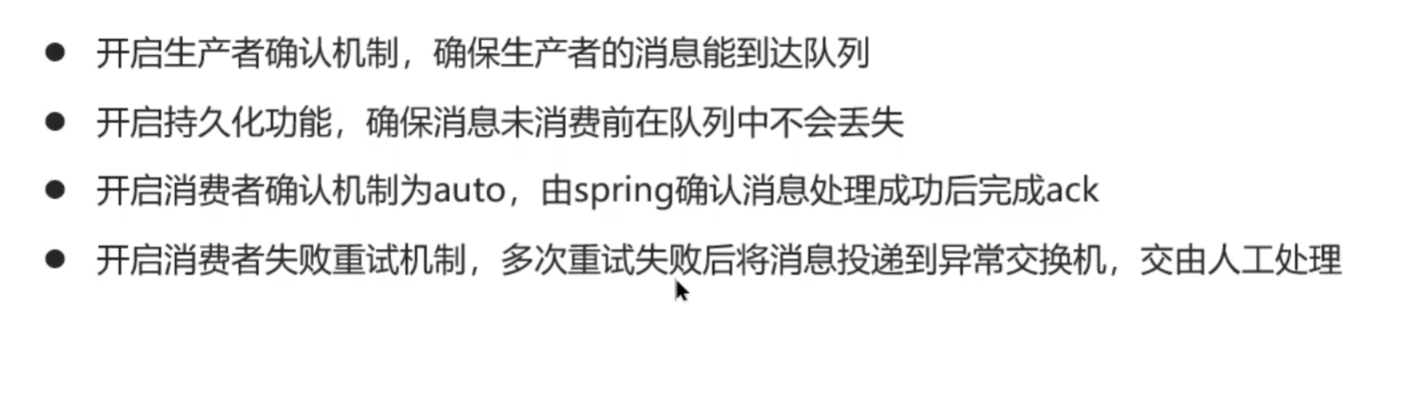 ● 开启生产者确认机制，确保生产者的消息能到达队列
● 开启持久化功能，确保消息未消费前在队列中不会丢失
● 开启消费者确认机制为auto，由spring确认消息处理成功后完成ack
● 开启消费者失败重试机制，多次重试失败后将消息投递到异常交换机，交由人工处理